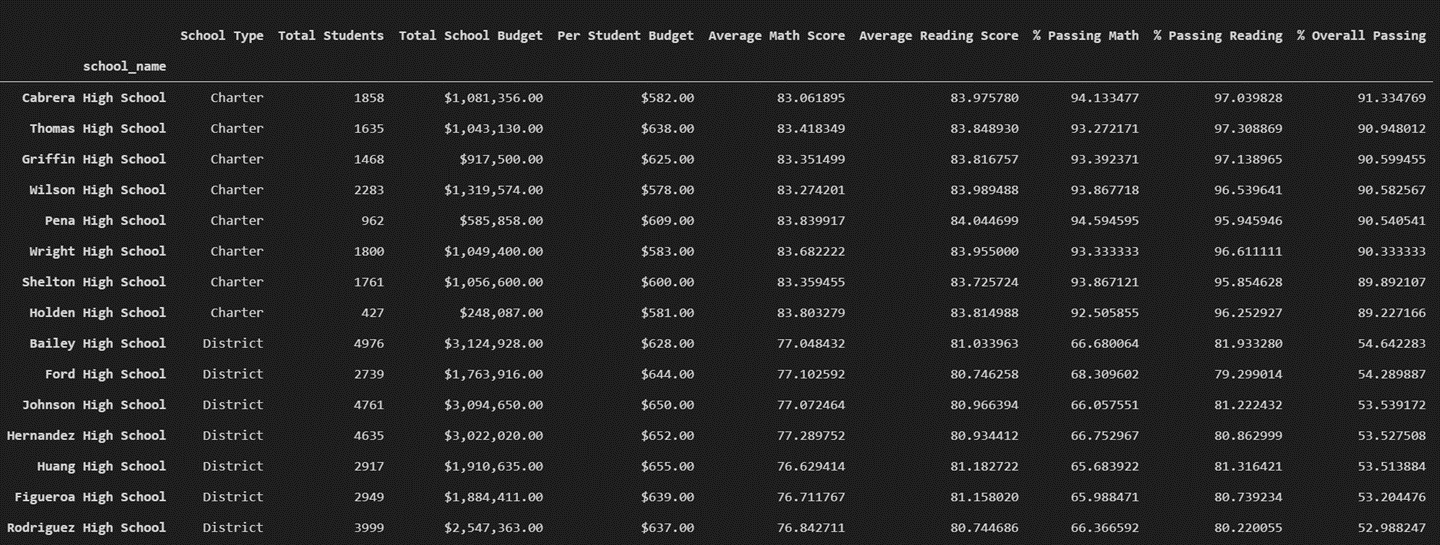 School Type Total Students Total School Budget Per Student Budget Average Math Score Average Reading Score % Passing Math % Passing Reading % Overall Passing
school_name
Cabrera High School Charter 1858 $1,081,356.00 $582.00 83.061895 83.975780 94.133477 97.039828 91.334769
Thomas High School Charter 1635 $1,043,130.00 $638.00 83.418349 83.848930 93.272171 97.308869 90.948012
Griffin High School Charter 1468 $917,500.00 $625.00 83.351499 83.816757 93.392371 97.138965 90.599455
Wilson High School Charter 2283 $1,319,574.00 $578.00 83.274201 83.989488 93.867718 96.539641 90.582567
Pena High School Charter 962 $585,858.00 $609.00 83.839917 84.044699 94.594595 95.945946 90.540541
Wright High School Charter 1800 $1,049,400.00 $583.00 83.682222 83.955000 93.333333 96.611111 90.333333
Shelton High School Charter 1761 $1,056,600.00 $600.00 83.359455 83.725724 93.867121 95.854628 89.892107
Holden High School Charter 427 $248,087.00 $581.00 83.803279 83.814988 92.505855 96.252927 89.227166
Bailey High School District 4976 $3,124,928.00 $628.00 77.048432 81.033963 66.680064 81.933280 54.642283
Ford High School District 2739 $1,763,916.00 $644.00 77.102592 80.746258 68.309602 79.299014 54.289887
Johnson High School District 4761 $3,094,650.00 $650.00 77.072464 80.966394 66.057551 81.222432 53.539172
Hernandez High School District 4635 $3,022,020.00 $652.00 77.289752 80.934412 66.752967 80.862999 53.527508
Huang High School District 2917 $1,910,635.00 $655.00 76.629414 81.182722 65.683922 81.316421 53.513884
Figueroa High School District 2949 $1,884,411.00 $639.00 76.711767 81.158020 65.988471 80.739234 53.204476
Rodriguez High School District 3999 $2,547,363.00 $637.00 76.842711 80.744686 66.366592 80.220055 52.988247